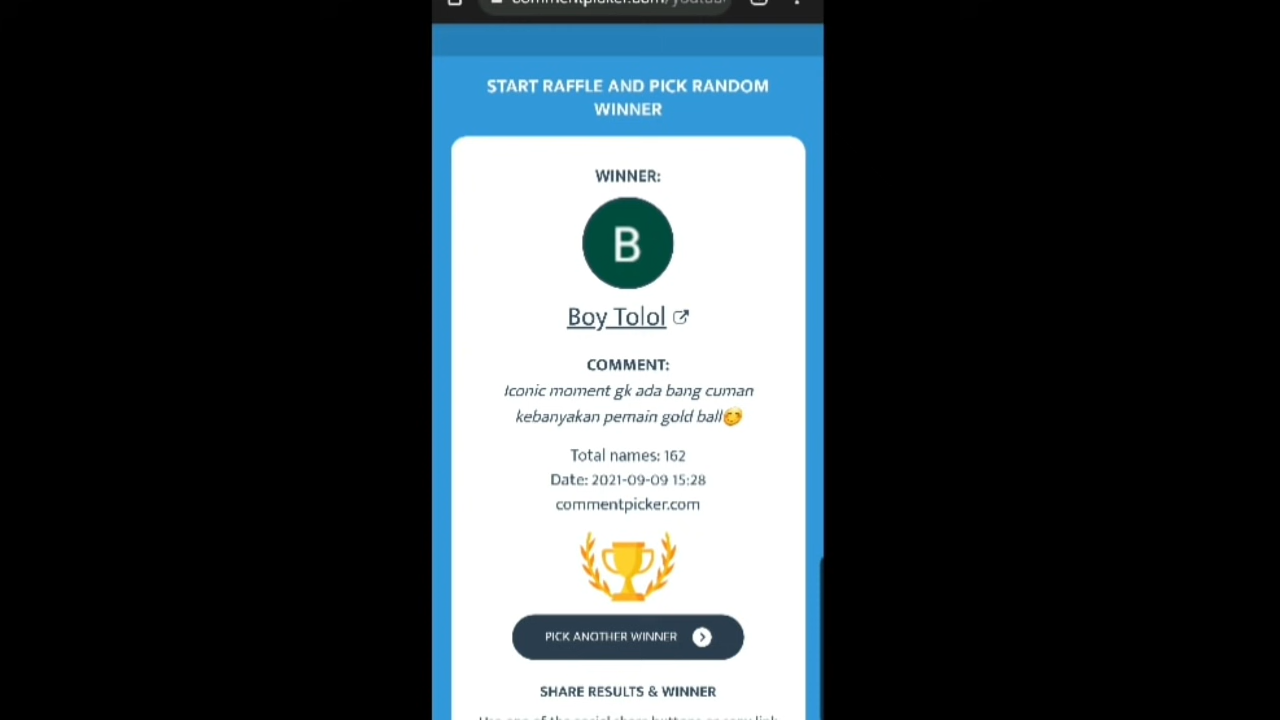 START RAFFLE AND PICK RANDOM
WINNER
WINNER:
B
Boy Tolol
COMMENT:
Iconic moment gk ada bang cuman
kebanyakan pemain gold ball🤭
Total names: 162
Date: 2021-09-09 15:28
commentpicker.com
PICK ANOTHER WINNER
SHARE RESULTS & WINNER